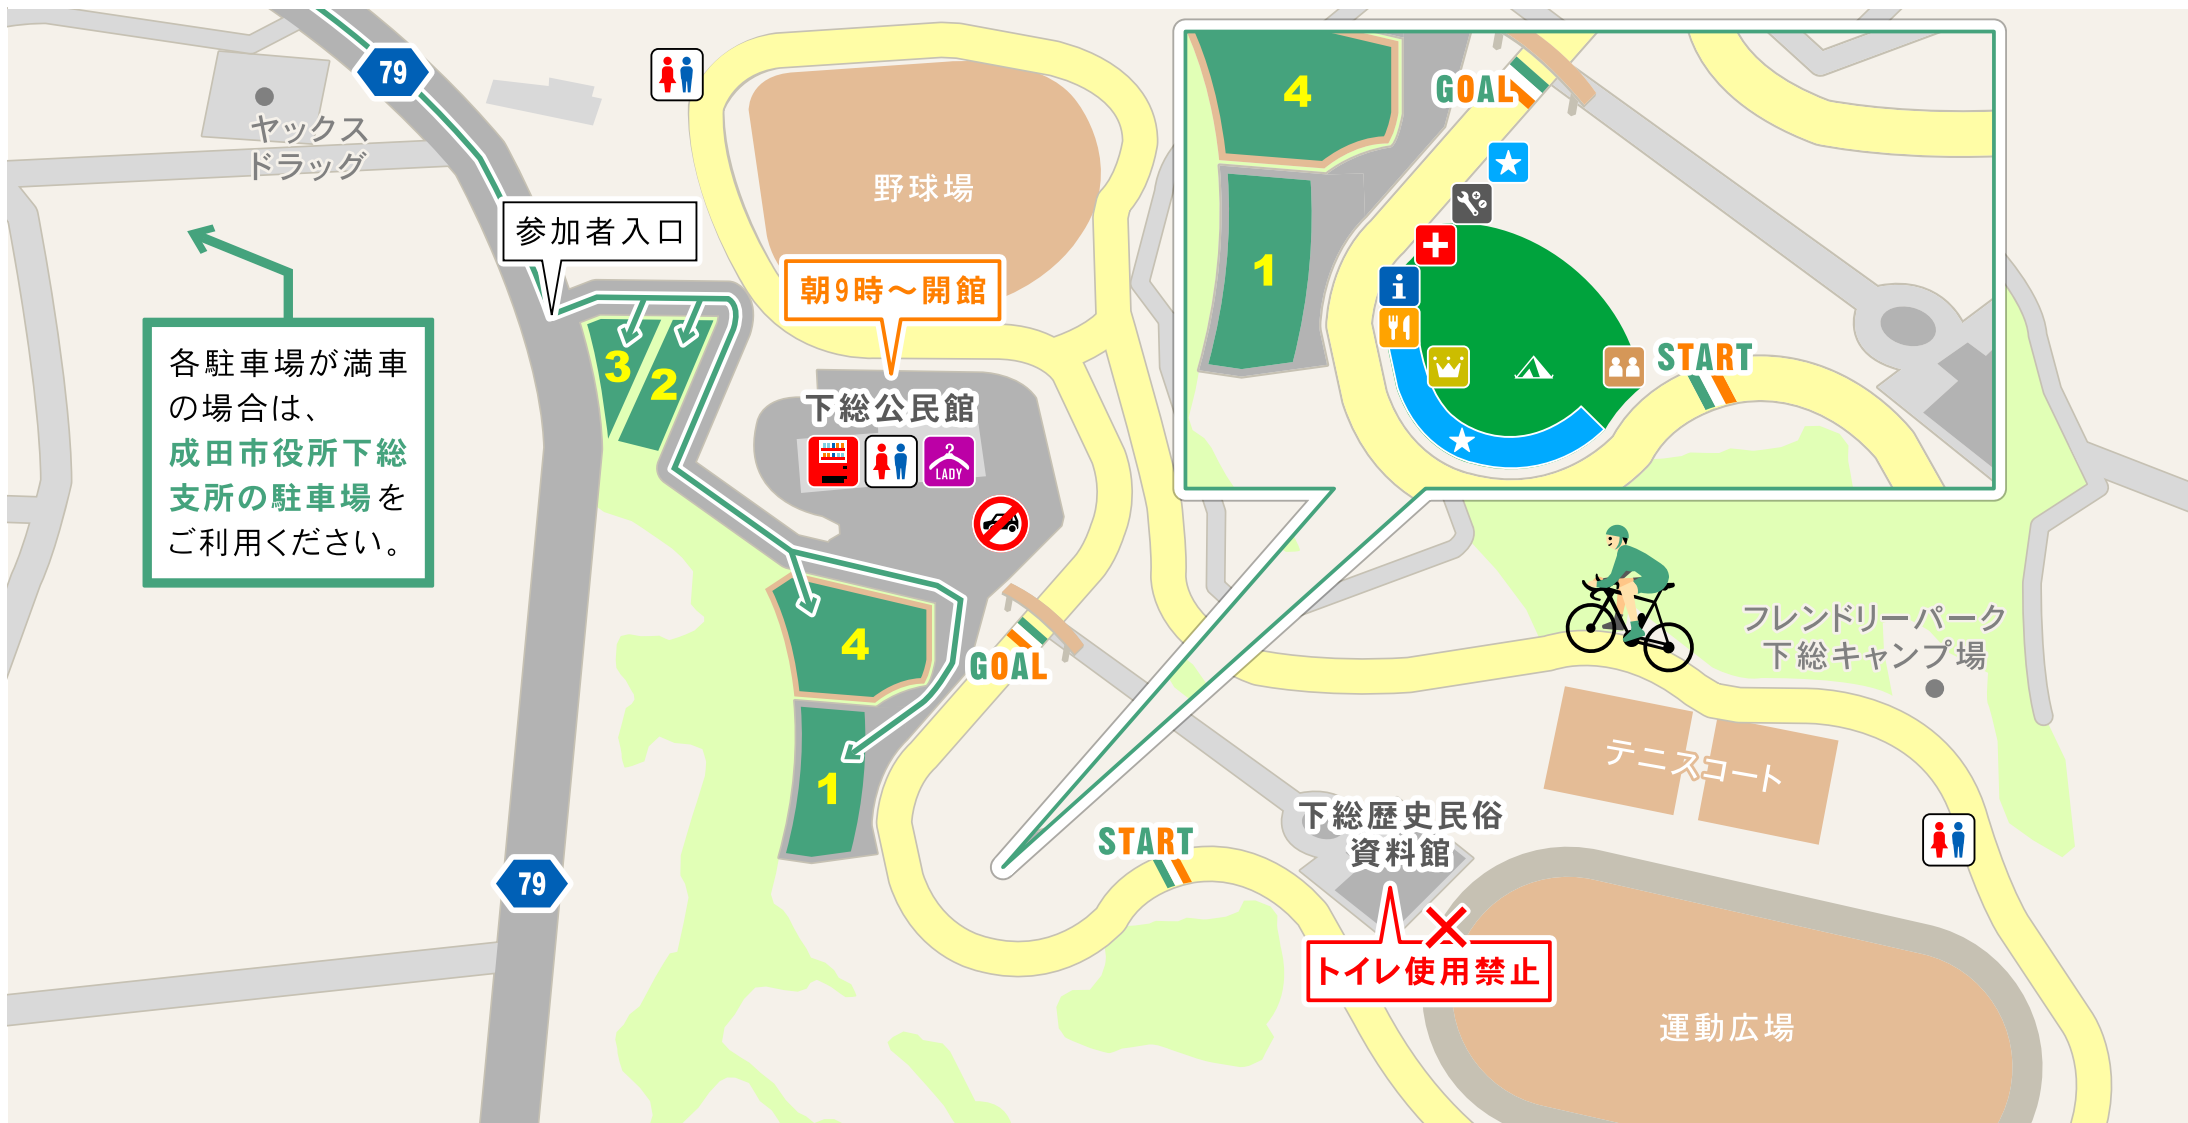 79
ヤックス
ドラッグ
参加者入口
野球場
朝9時～開館
各駐車場が満車
の場合は、
成田市役所下総
支所の駐車場を
ご利用ください。
3
2
下総公民館
LADY
4
1
GOAL
START
4
1
GOAL
START
フレンドリーパーク
下総キャンプ場
テニスコート
下総歴史民俗
資料館
トイレ使用禁止
79
運動広場